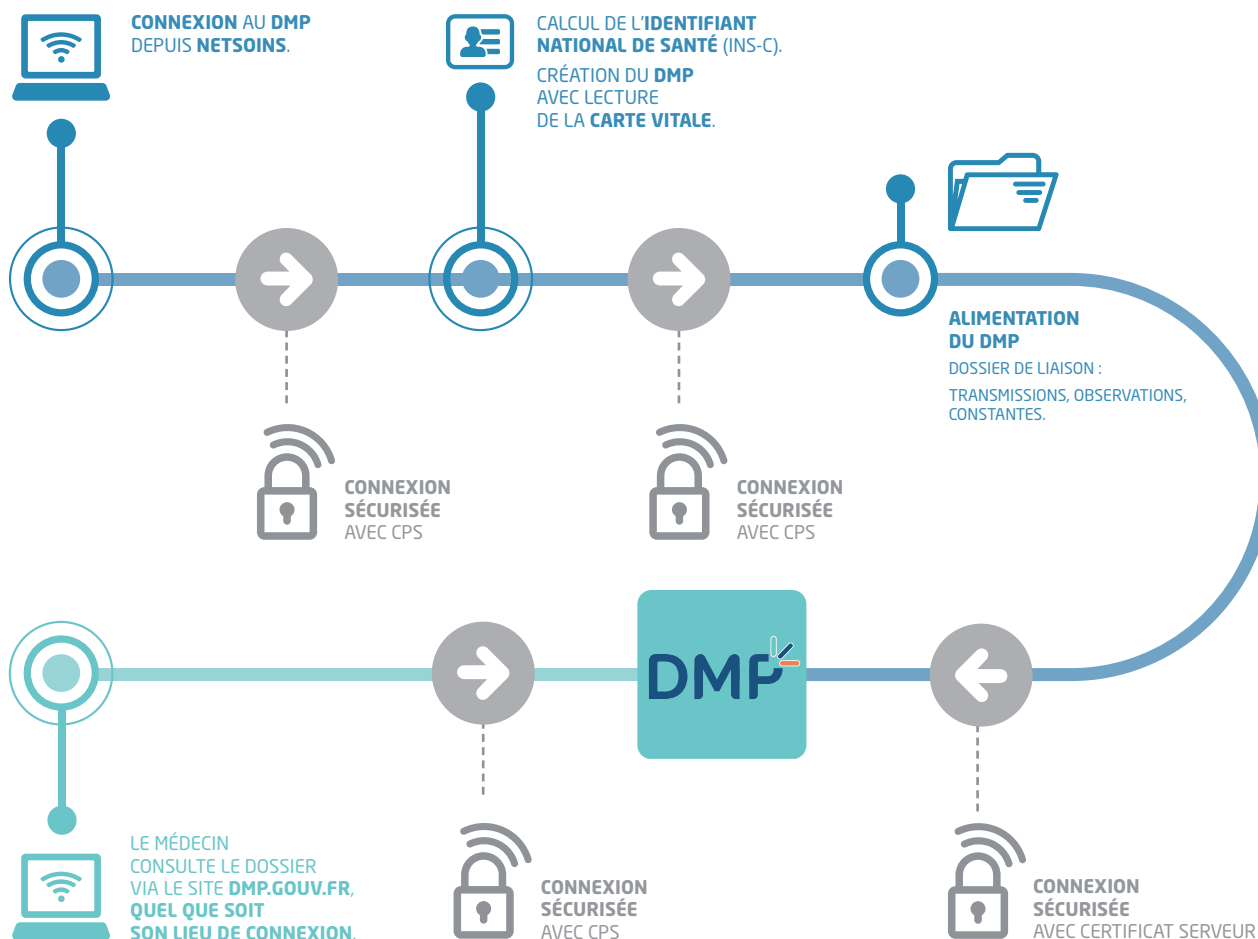 CONNEXION AU DMP
DEPUIS NETSOINS.
CALCUL DE L'IDENTIFIANT
NATIONAL DE SANTÉ (INS-C).
CRÉATION DU DMP
AVEC LECTURE
DE LA CARTE VITALE.
ALIMENTATION
DU DMP
DOSSIER DE LIAISON :
TRANSMISSIONS, OBSERVATIONS,
CONSTANTES.
CONNEXION
SÉCURISÉE
AVEC CPS
CONNEXION
SÉCURISÉE
AVEC CPS
DMP
LE MÉDECIN
CONSULTE LE DOSSIER
VIA LE SITE DMP.GOUV.FR,
QUEL QUE SOIT
SON LIEU DE CONNEXION.
CONNEXION
SÉCURISÉE
AVEC CPS
CONNEXION
SÉCURISÉE
AVEC CERTIFICAT SERVEUR